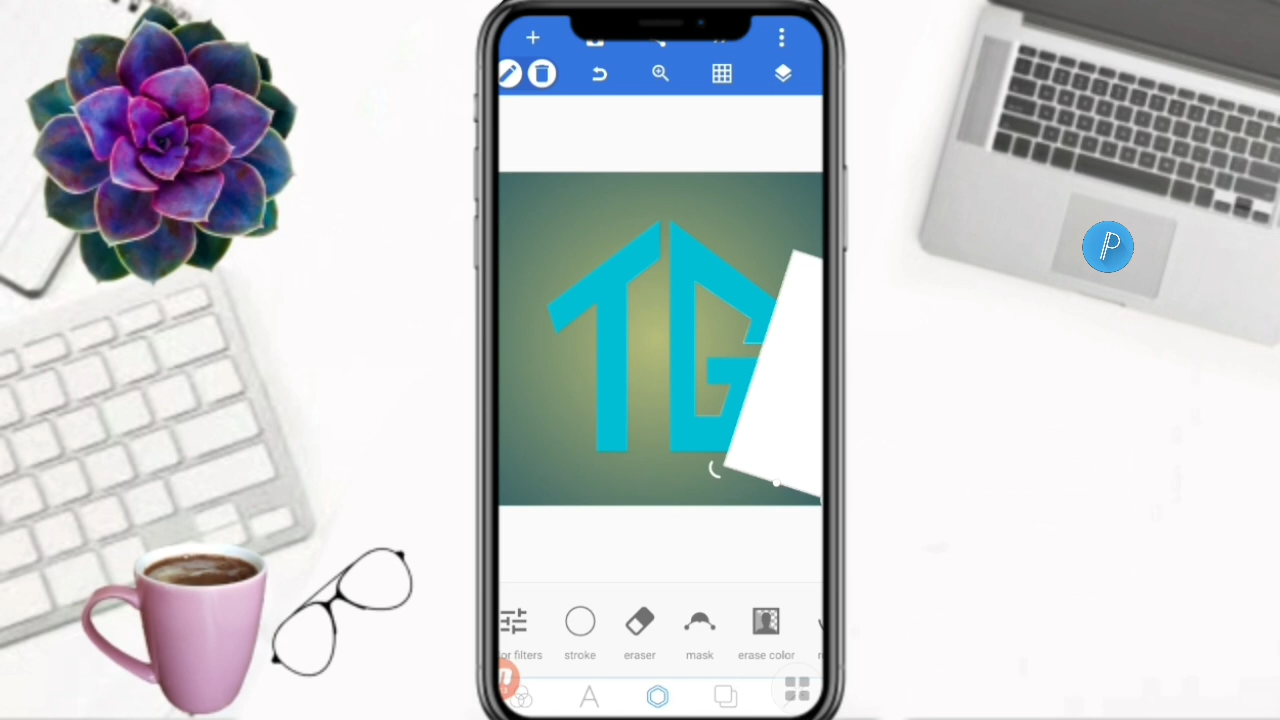 TG
or filters
stroke
eraser
mask
erase color
A
P